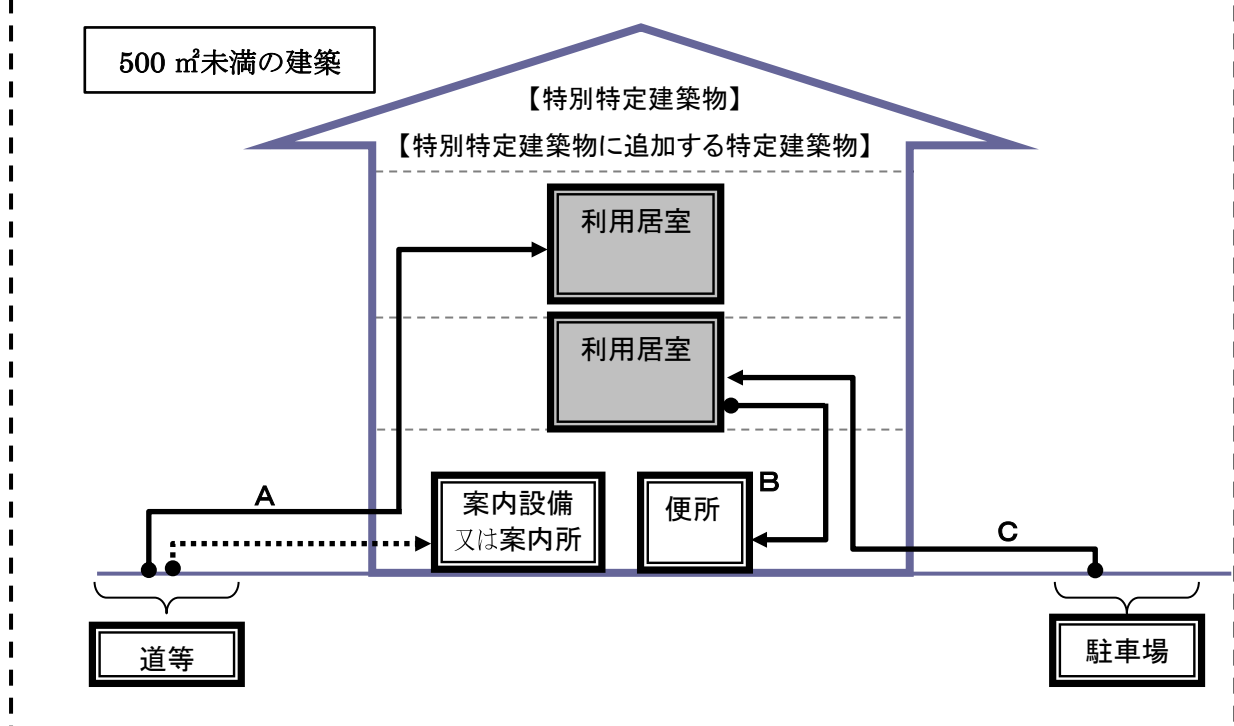 500 ㎡未満の建築
【特別特定建築物】
【特別特定建築物に追加する特定建築物】
利用居室
利用居室
A
案内設備
又は案内所
便所
B
C
道等
駐車場